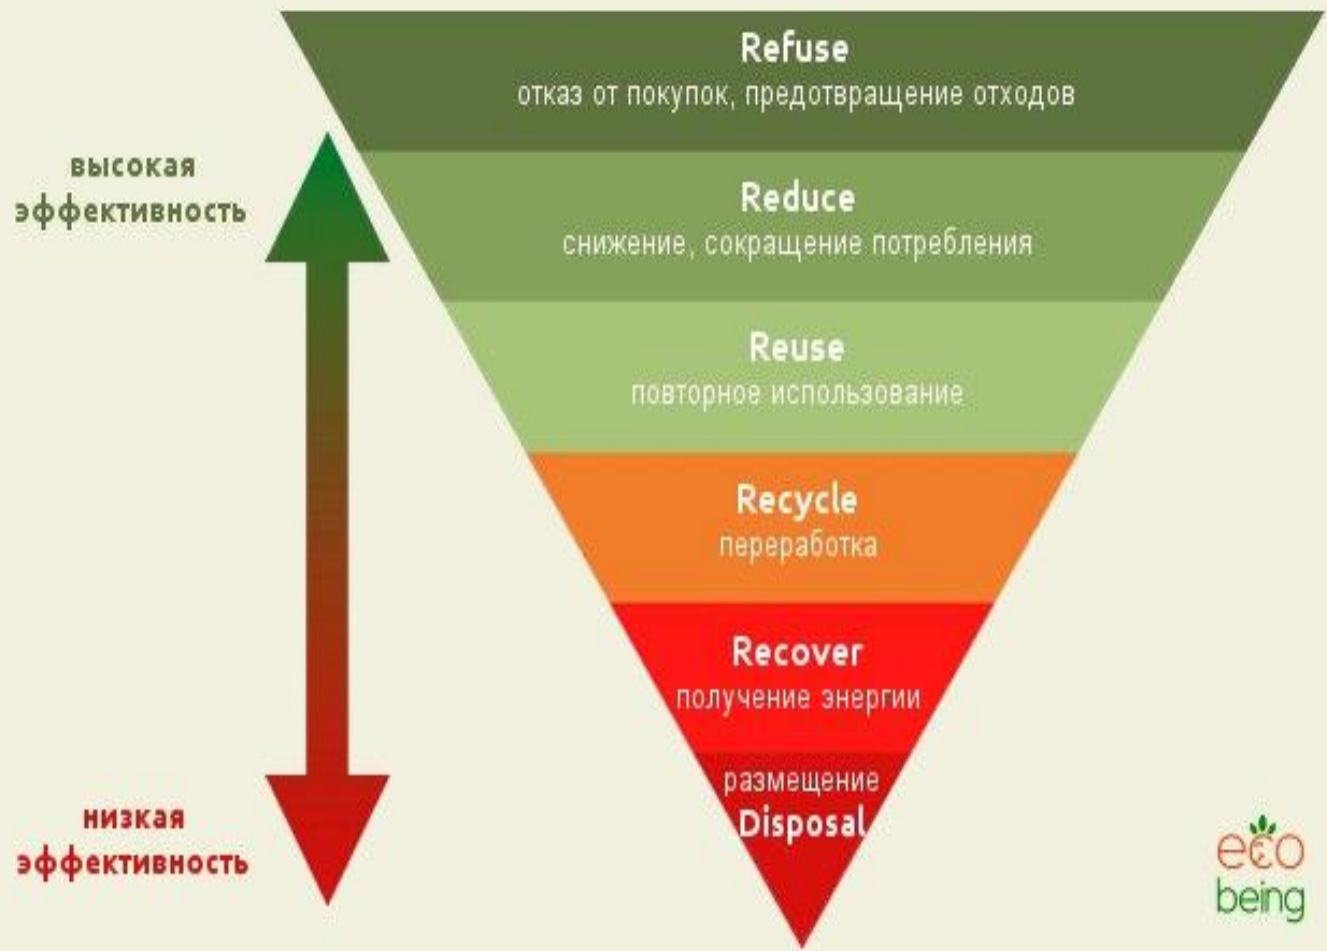 Refuse
отказ от покупок, предотвращение отходов
высокая
эффективность
Reduce
снижение, сокращение потребления
Reuse
повторное использование
Recycle
переработка
Recover
получение энергии
размещение
Disposal
низкая
эффективность
eco
being